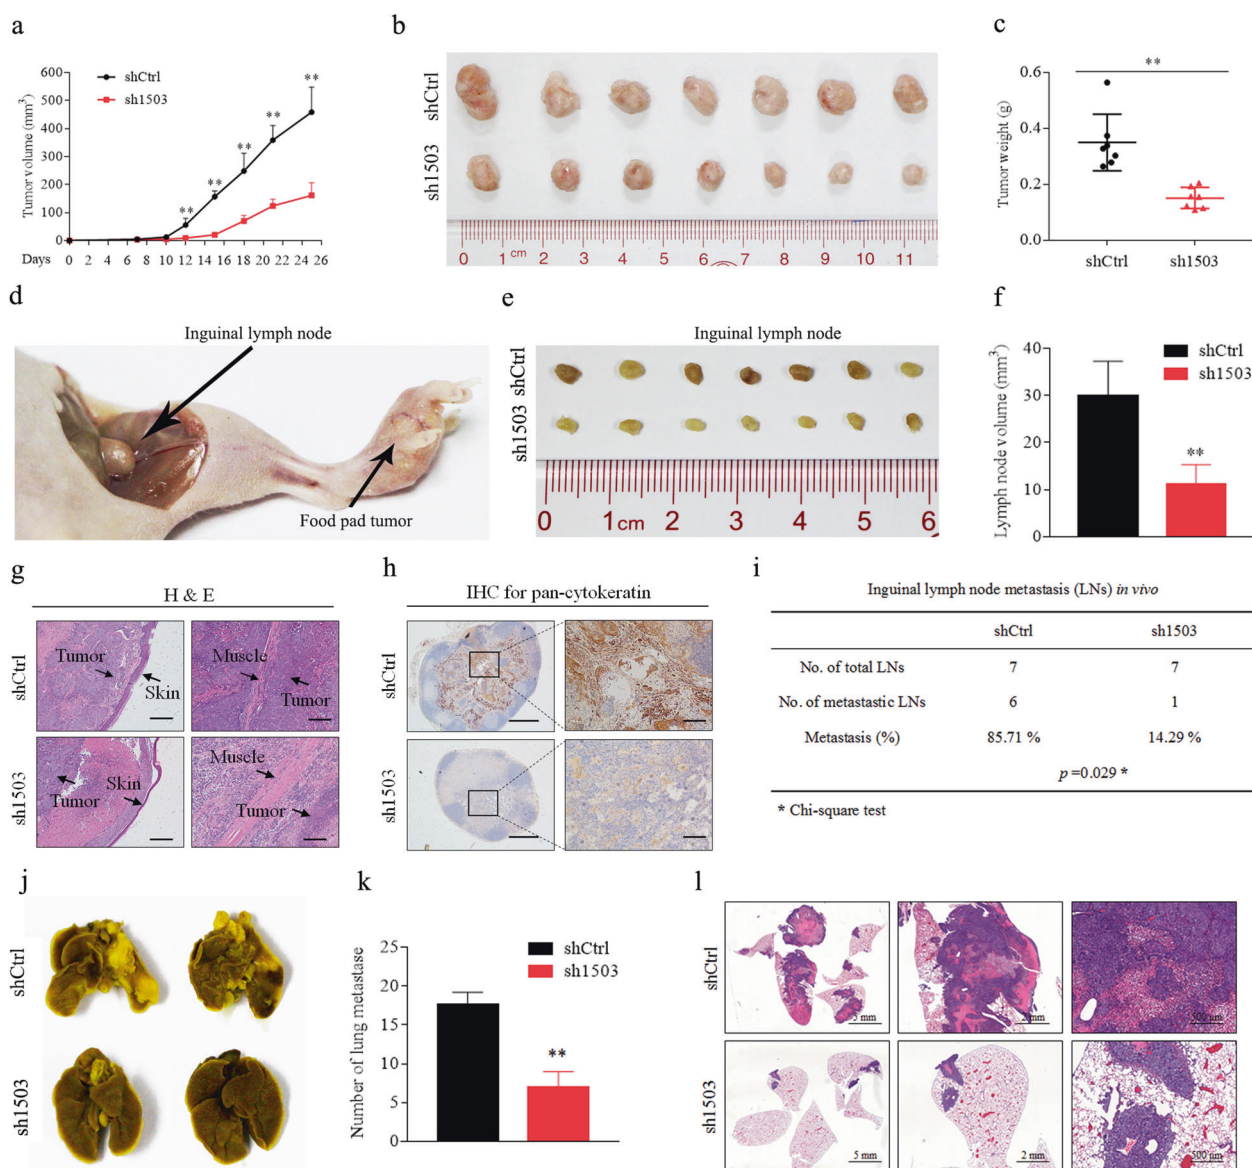 a
Tumor volume (mm³)
600
500
400
300
200
100
0
shCtrl
sh1503
**
**
**
**
**
Days
0 2 4 6 8 10 12 14 16 18 20 22 24 26
b
shCtrl
sh1503
0 1 cm 2 3 4 5 6 7 8 9 10 11
c
Tumor weight (g)
0.6
0.4
0.2
0.0
**
shCtrl sh1503
d
Inguinal lymph node
Food pad tumor
e
Inguinal lymph node
shCtrl
sh1503
0 1 cm 2 3 4 5 6
f
Lymph node volume (mm³)
40
30
20
10
0
shCtrl
sh1503
**
g
H & E
shCtrl
Tumor
Skin
Muscle
Tumor
sh1503
Tumor
Skin
Muscle
Tumor
h
IHC for pan-cytokeratin
shCtrl
sh1503
i
Inguinal lymph node metastasis (LNs) in vivo
shCtrl sh1503
No. of total LNs 7 7
No. of metastastic LNs 6 1
Metastasis (%) 85.71 % 14.29 %
p =0.029 *
* Chi-square test
j
shCtrl
sh1503
k
Number of lung metastase
25
20
15
10
5
0
shCtrl
sh1503
**
l
shCtrl
5 mm
2 mm
500 μm
sh1503
5 mm
2 mm
500 μm